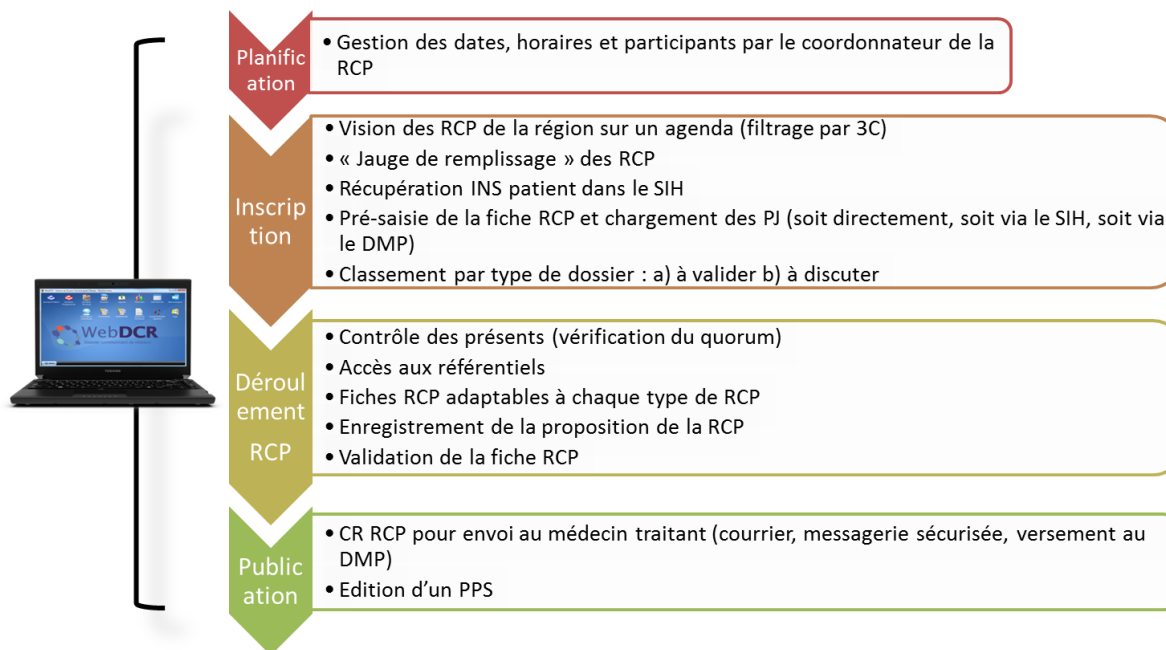 Planific
ation
• Gestion des dates, horaires et participants par le coordonnateur de la
RCP
Inscrip
tion
• Vision des RCP de la région sur un agenda (filtrage par 3C)
• « Jauge de remplissage » des RCP
• Récupération INS patient dans le SIH
• Pré-saisie de la fiche RCP et chargement des PJ (soit directement, soit via le SIH, soit via
le DMP)
• Classement par type de dossier : a) à valider b) à discuter
WebDCR
TOSHIBA
Déroul
ement
RCP
• Contrôle des présents (vérification du quorum)
• Accès aux référentiels
• Fiches RCP adaptables à chaque type de RCP
• Enregistrement de la proposition de la RCP
• Validation de la fiche RCP
Public
ation
• CR RCP pour envoi au médecin traitant (courrier, messagerie sécurisée, versement au
DMP)
• Edition d’un PPS